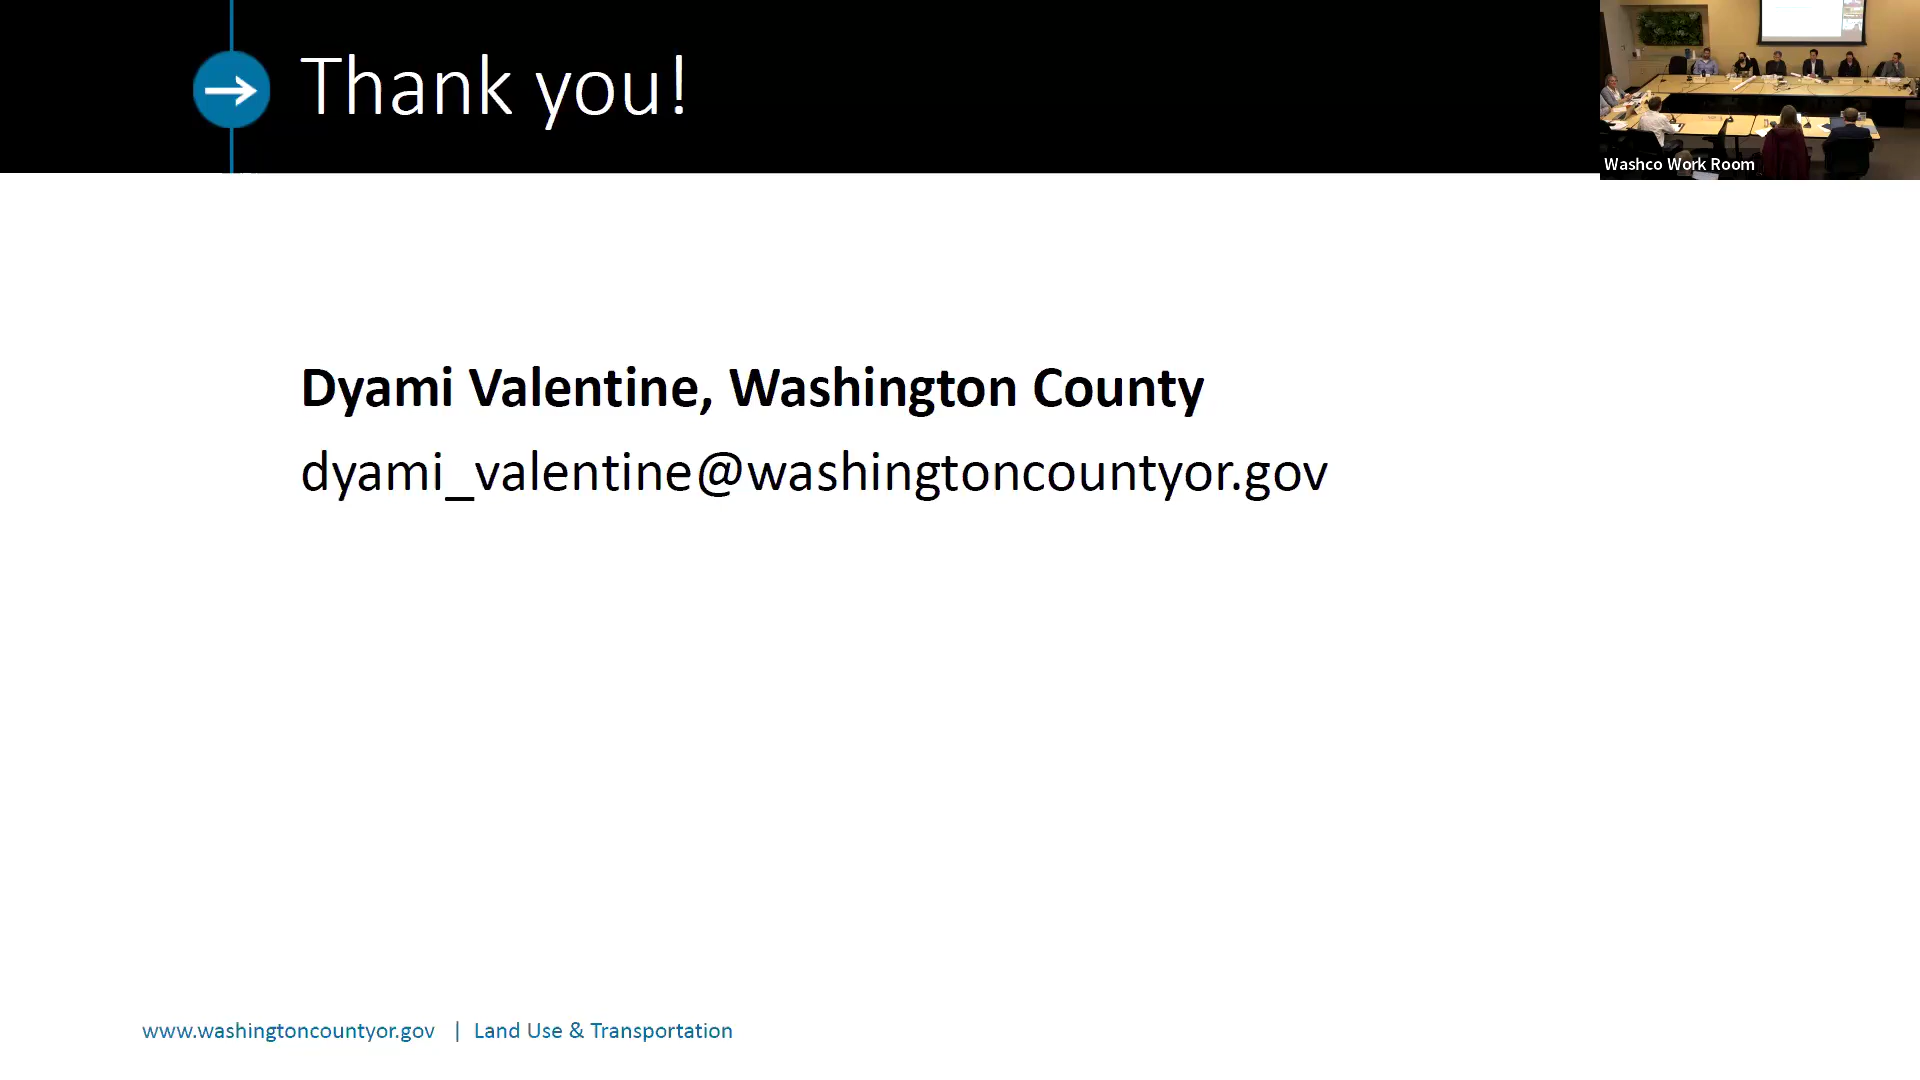 Thank you!
Washco Work Room
Dyami Valentine, Washington County
dyami_valentine@washingtoncountyor.gov
www.washingtoncountyor.gov | Land Use & Transportation